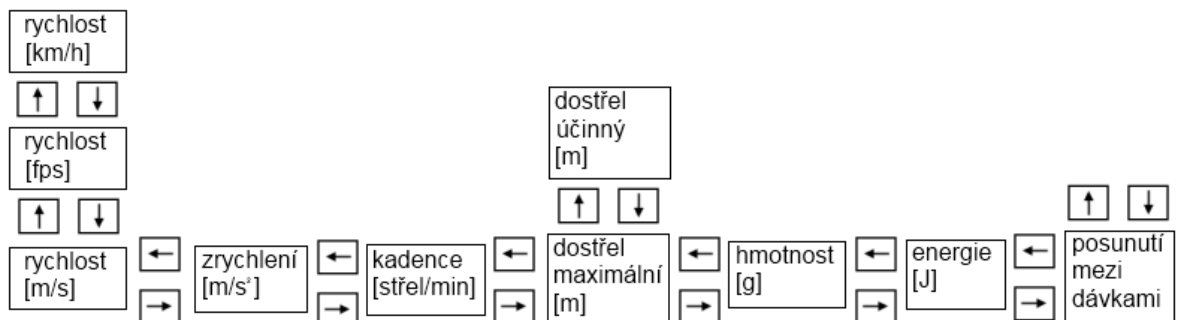 rychlost
[km/h]
rychlost
[fps]
dostřel
účinný
[m]
rychlost
[m/s]
zrychlení
[m/s²]
kadence
[střel/min]
dostřel
maximální
[m]
hmotnost
[g]
energie
[J]
posunutí
mezi
dávkami